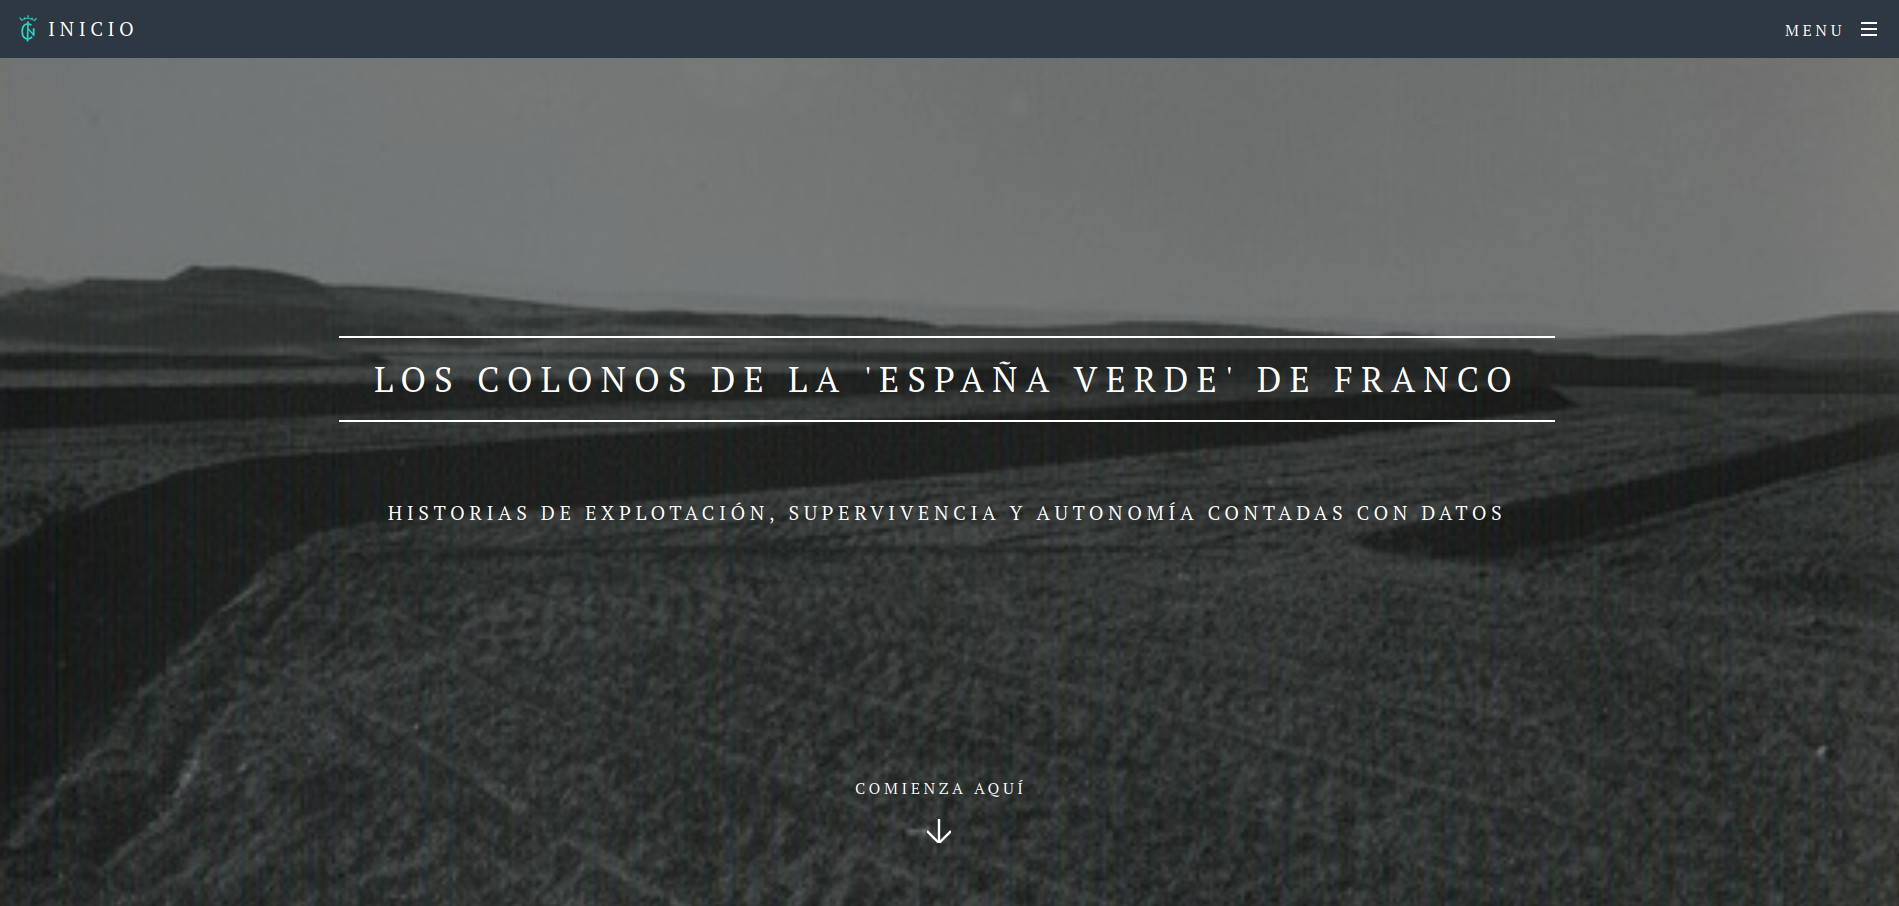 INICIO
MENU
LOS COLONOS DE LA 'ESPAÑA VERDE' DE FRANCO
HISTORIAS DE EXPLOTACIÓN, SUPERVIVENCIA Y AUTONOMÍA CONTADAS CON DATOS
COMIENZA AQUÍ